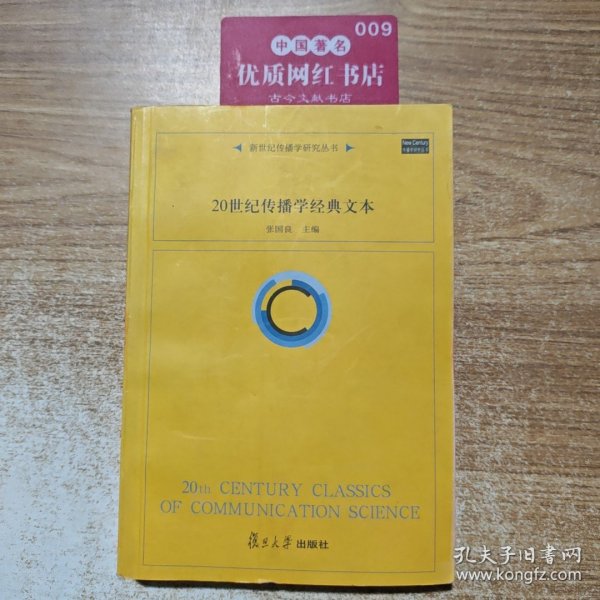 009
中国著名
优质网红书店
古今文献书店
新世纪传播学研究丛书
New Century
20世纪传播学经典文本
张国良 主编
20th CENTURY CLASSICS
OF COMMUNICATION SCIENCE
復旦大学 出版社
孔夫子旧书网
www.kongfz.com